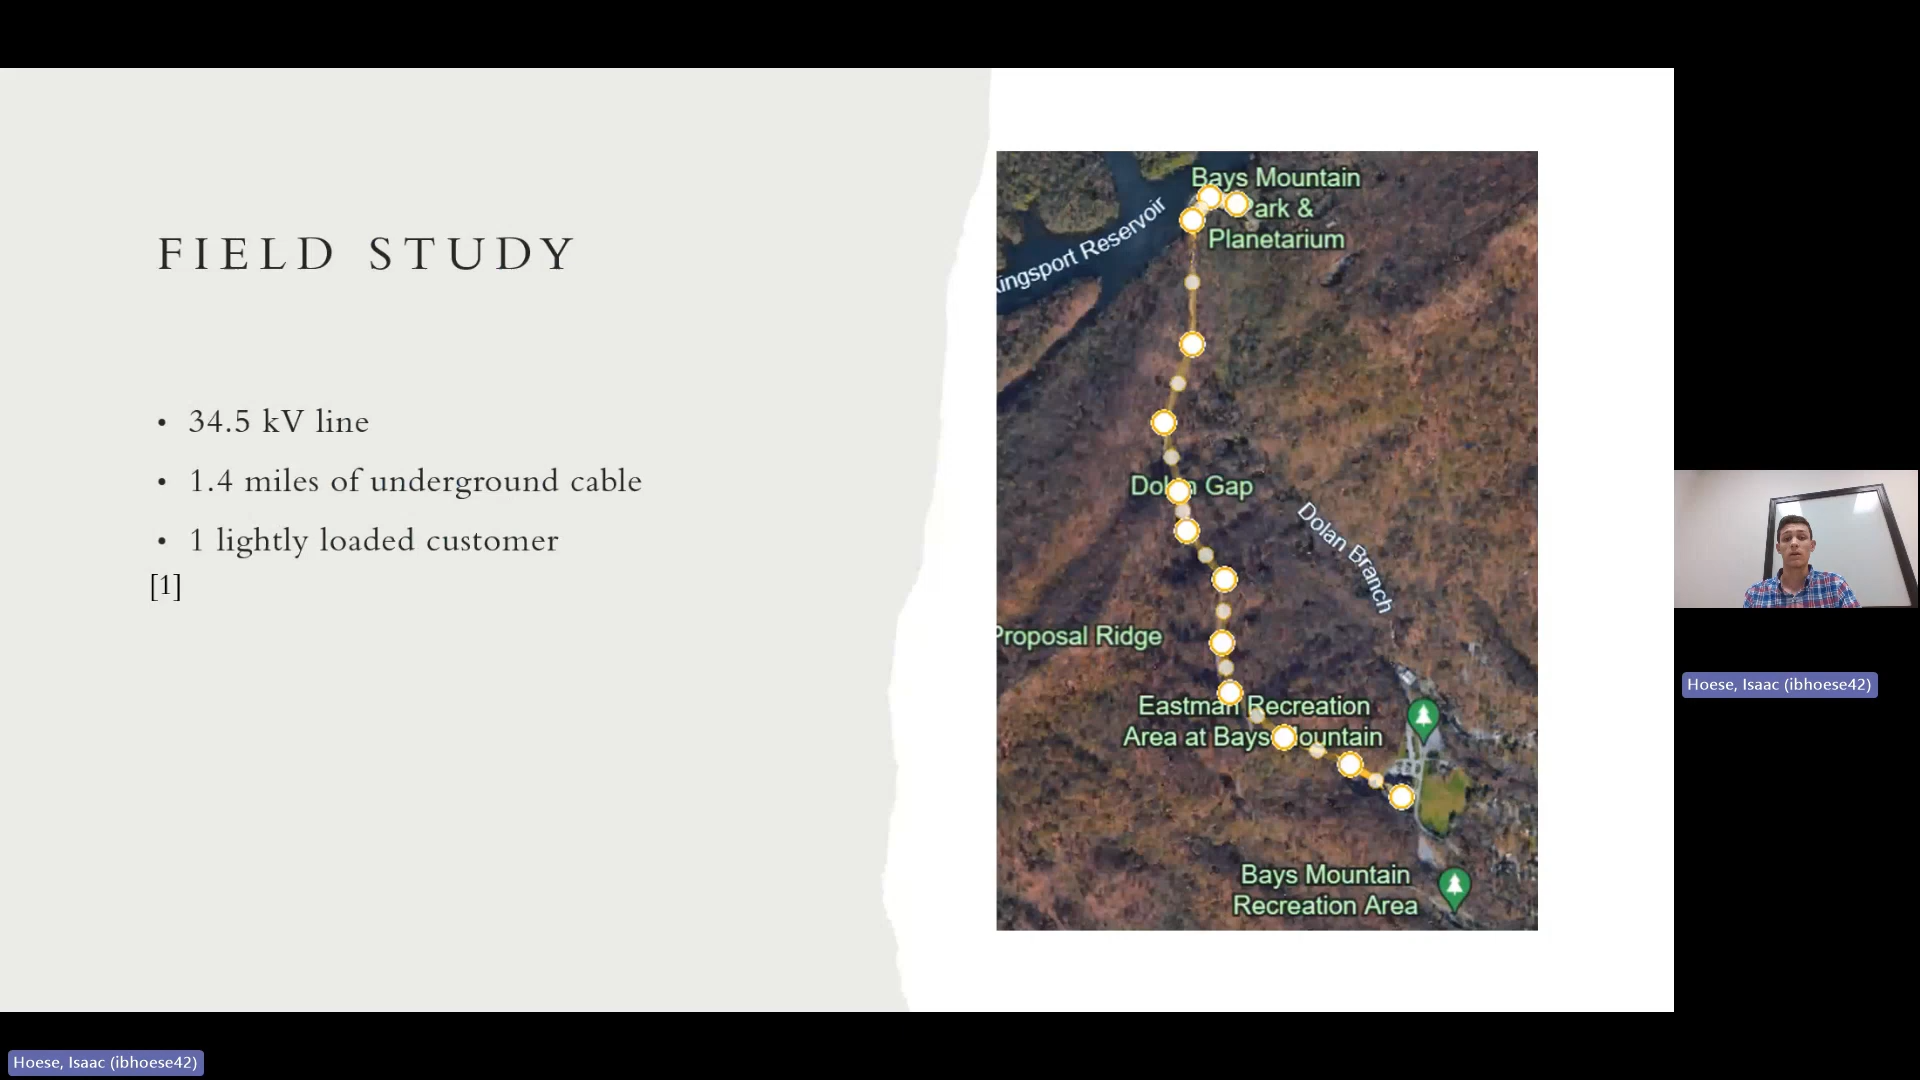 FIELD STUDY
• 34.5 kV line
• 1.4 miles of underground cable
• 1 lightly loaded customer
[1]
Bays Mountain
ark &
Planetarium
Kingsport Reservoir
Dolan Gap
Dolan Branch
Proposal Ridge
Eastman Recreation
Area at Bays Mountain
Bays Mountain
Recreation Area
Hoese, Isaac (ibhoese42)
Hoese, Isaac (ibhoese42)